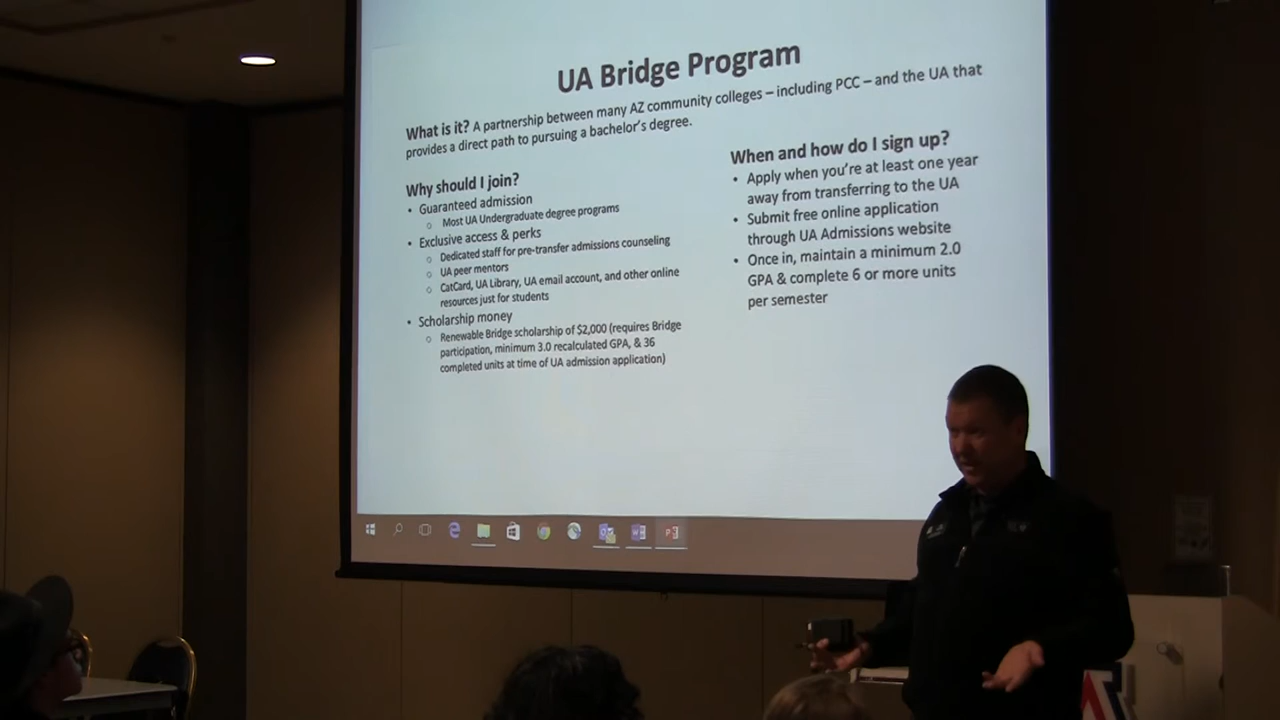 UA Bridge Program
What is it? A partnership between many AZ community colleges – including PCC – and the UA that
provides a direct path to pursuing a bachelor's degree.
Why should I join?
• Guaranteed admission
o Most UA Undergraduate degree programs
• Exclusive access & perks
o Dedicated staff for pre-transfer admissions counseling
o UA peer mentors
o CatCard, UA Library, UA email account, and other online
resources just for students
• Scholarship money
o Renewable Bridge scholarship of $2,000 (requires Bridge
participation, minimum 3.0 recalculated GPA, & 36
completed units at time of UA admission application)
When and how do I sign up?
• Apply when you're at least one year
away from transferring to the UA
• Submit free online application
through UA Admissions website
• Once in, maintain a minimum 2.0
GPA & complete 6 or more units
per semester